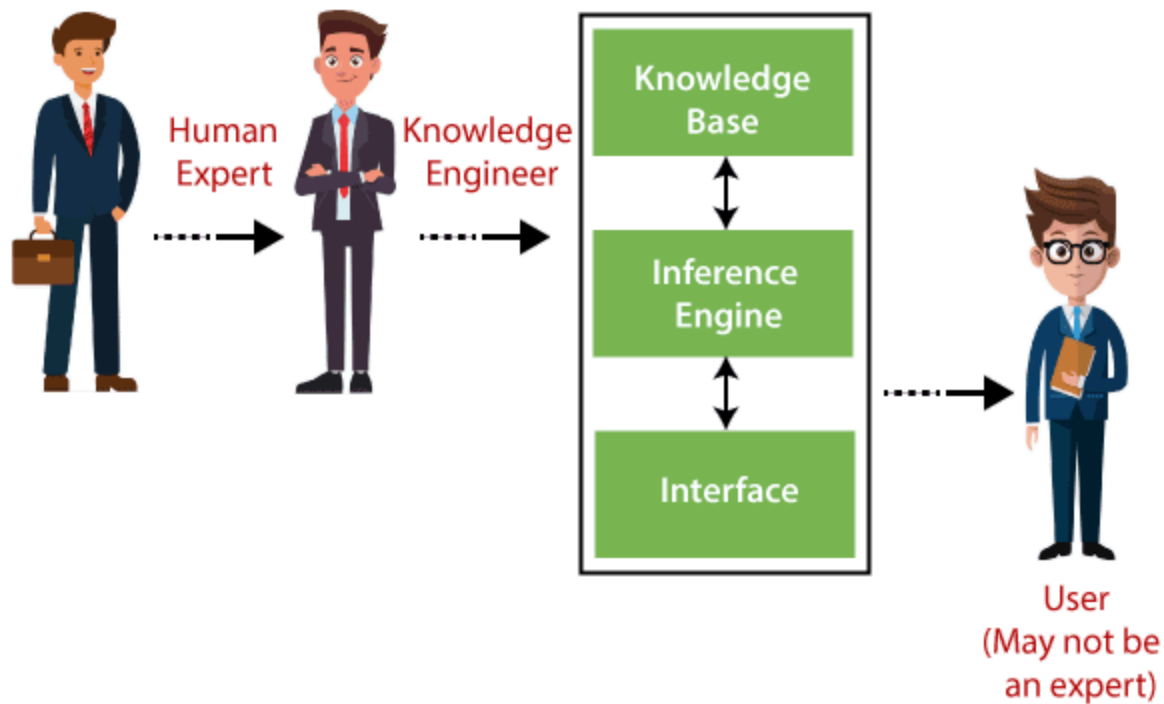 Human
Expert
Knowledge
Engineer
Knowledge
Base
Inference
Engine
Interface
User
(May not be
an expert)